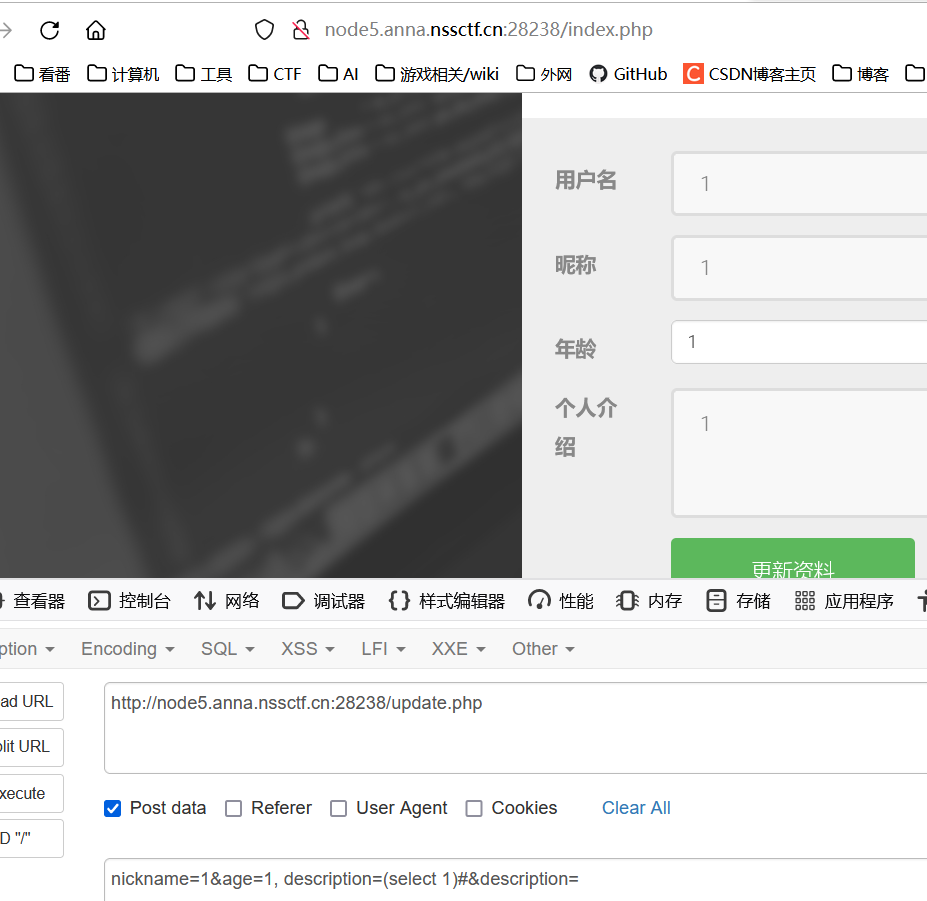 node5.anna.nssctf.cn:28238/index.php
看番 计算机 工具 CTF AI 游戏相关/wiki 外网 GitHub C CSDN博客主页 博客
用户名 1
昵称 1
年龄 1
个人介
绍 1
更新资料
查看器 控制台 网络 调试器 样式编辑器 性能 内存 存储 应用程序
ption Encoding SQL XSS LFI XXE Other
ad URL
http://node5.anna.nssctf.cn:28238/update.php
plit URL
xecute
Post data Referer User Agent Cookies Clear All
D "/"
nickname=1&age=1, description=(select 1)#&description=